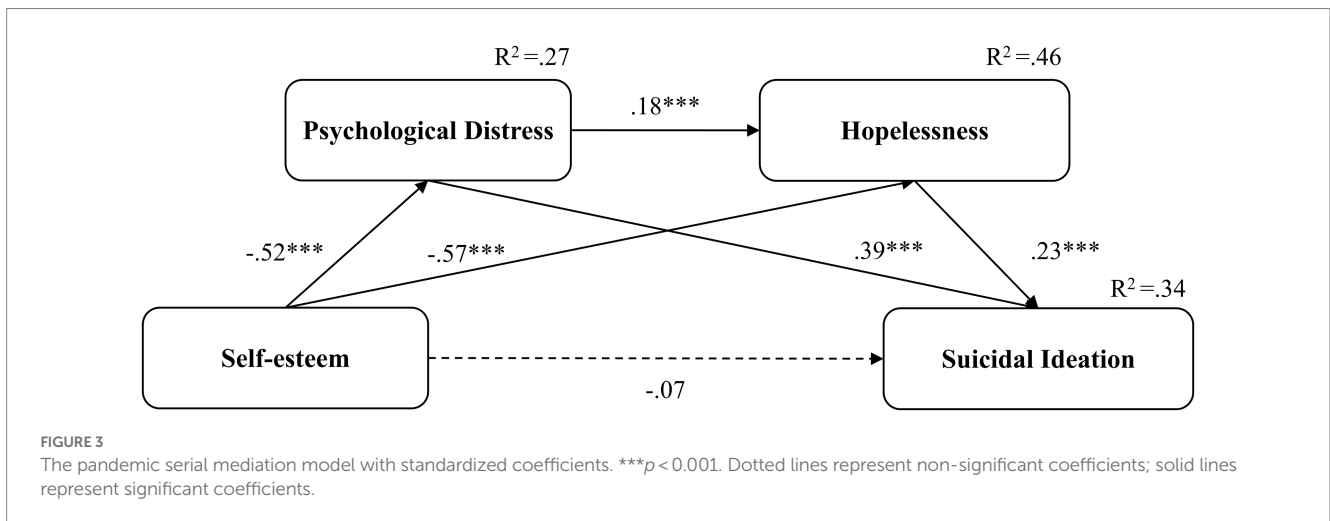 R² =.27
R² =.46
Psychological Distress
.18***
Hopelessness
-.52***
-.57***
.39***
.23***
R² =.34
Self-esteem
-.07
Suicidal Ideation
FIGURE 3
The pandemic serial mediation model with standardized coefficients. ***p < 0.001. Dotted lines represent non-significant coefficients; solid lines
represent significant coefficients.